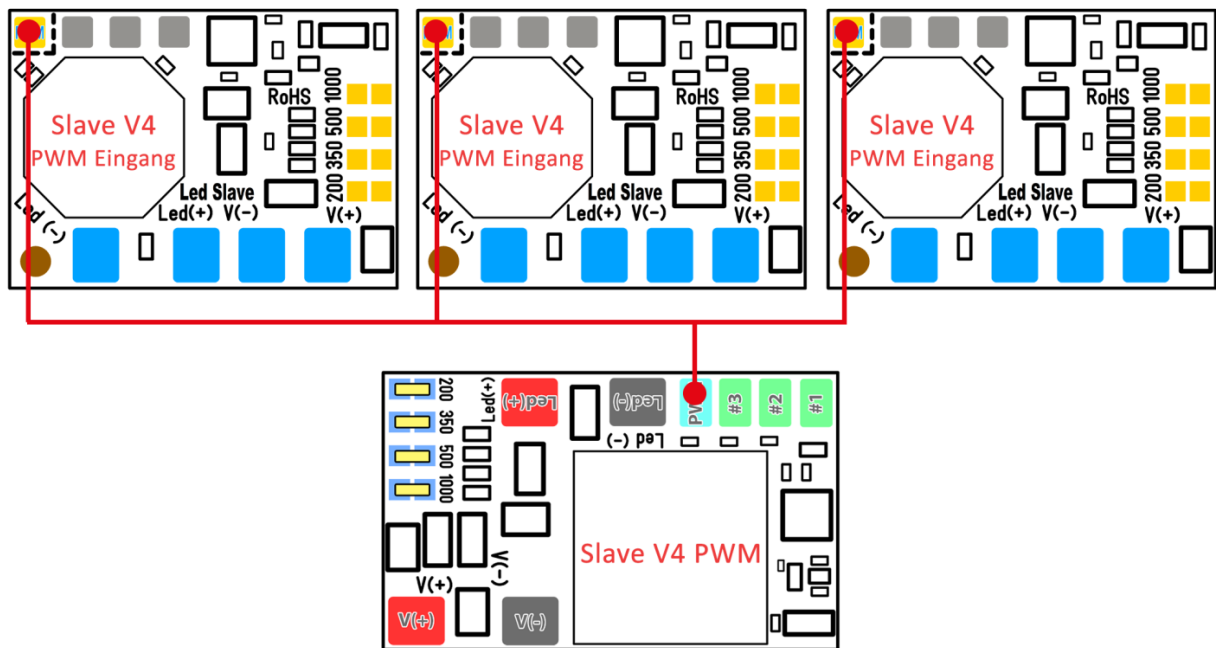 RoHS
1000
500
350
200
Slave V4
PWM Eingang
Led Slave
Led (-)
Led(+) V(-) V(+)
RoHS
1000
500
350
200
Slave V4
PWM Eingang
Led Slave
Led (-)
Led(+) V(-) V(+)
RoHS
1000
500
350
200
Slave V4
PWM Eingang
Led Slave
Led (-)
Led(+) V(-) V(+)
200
350
500
1000
Led(+)
Led(+)
Led(-)
#3
#2
#1
Led (-)
Slave V4 PWM
V(+)
V(-)
V(+)
V(-)